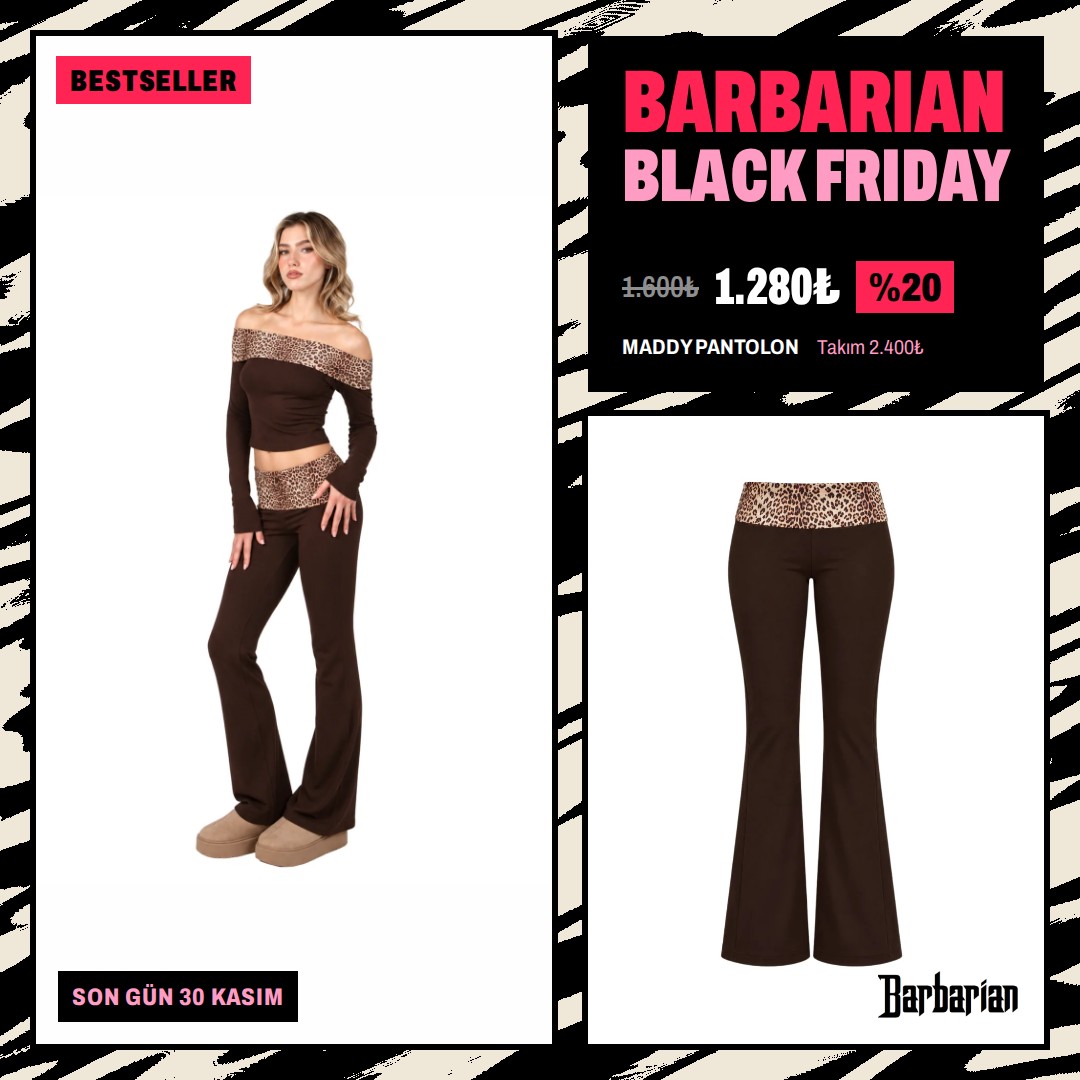 BESTSELLER
BARBARIAN
BLACK FRIDAY
1.600₺ 1.280₺ %20
MADDY PANTOLON Takım 2.400₺
SON GÜN 30 KASIM
Barbarian